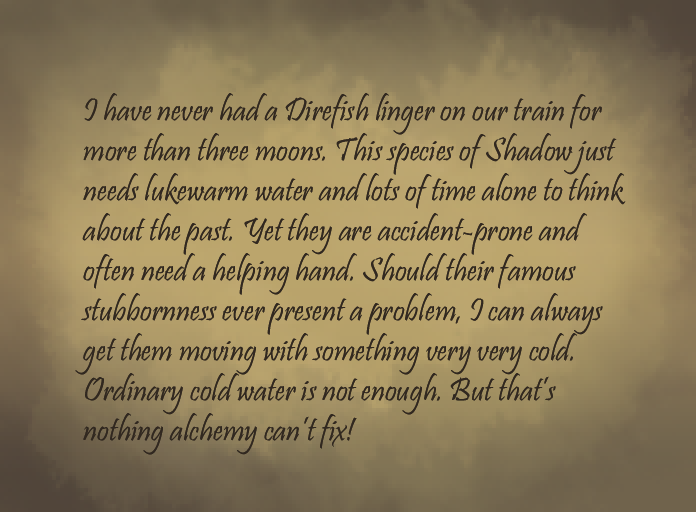 I have never had a Direfish linger on our train for
more than three moons. This species of Shadow just
needs lukewarm water and lots of time alone to think
about the past. Yet they are accident-prone and
often need a helping hand. Should their famous
stubbornness ever present a problem, I can always
get them moving with something very very cold.
Ordinary cold water is not enough. But that's
nothing alchemy can't fix!